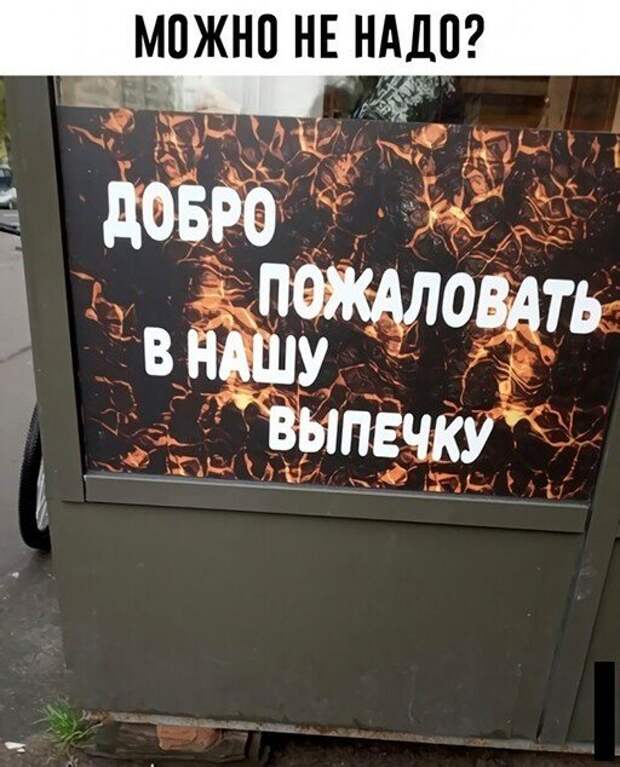 МОЖНО НЕ НАДО?
ДОБРО
ПОЖАЛОВАТЬ
В НАШУ
ВЫПЕЧКУ